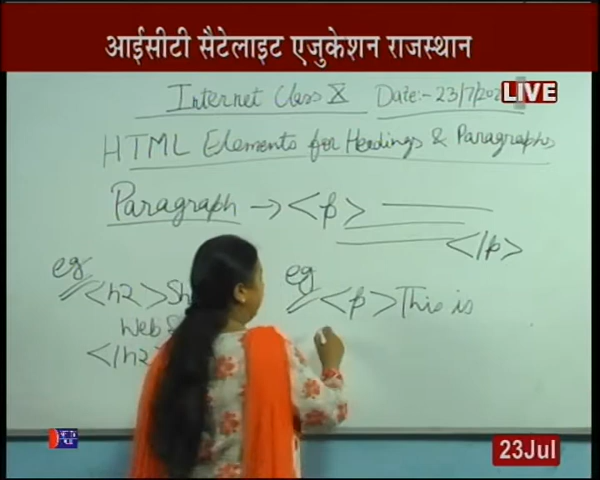 आईसीटी सैटेलाइट एजुकेशन राजस्थान
LIVE
Internet Class X Date:- 23/7/202
HTML Elements for Headings & Paragraphs
Paragraph → <p>
</p>
eg
<h2>Sh
Web
</h2
eg
<p>This is
23Jul